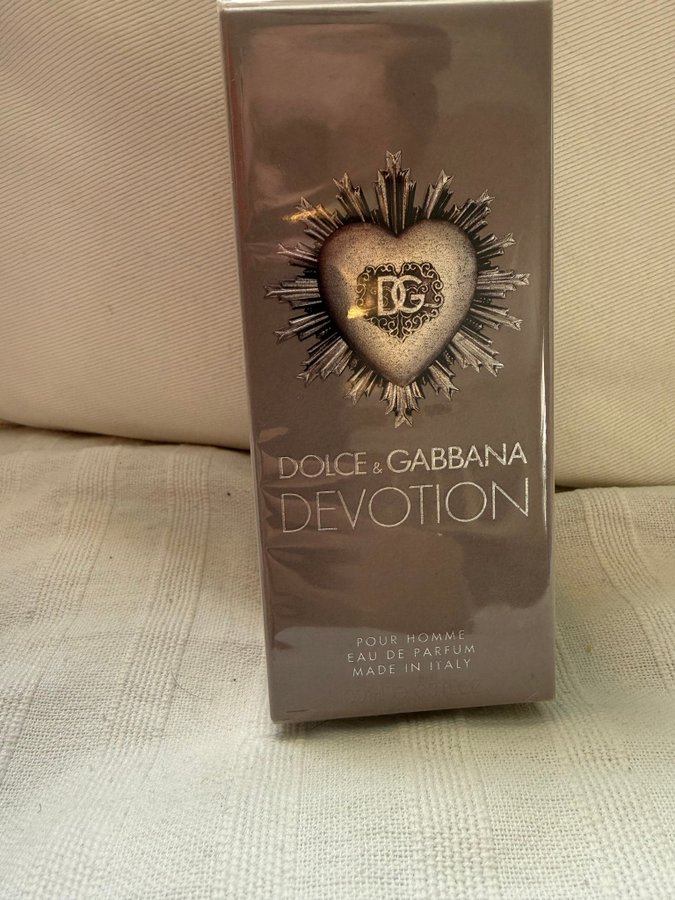 DG
DOLCE & GABBANA
DEVOTION
POUR HOMME
EAU DE PARFUM
MADE IN ITALY